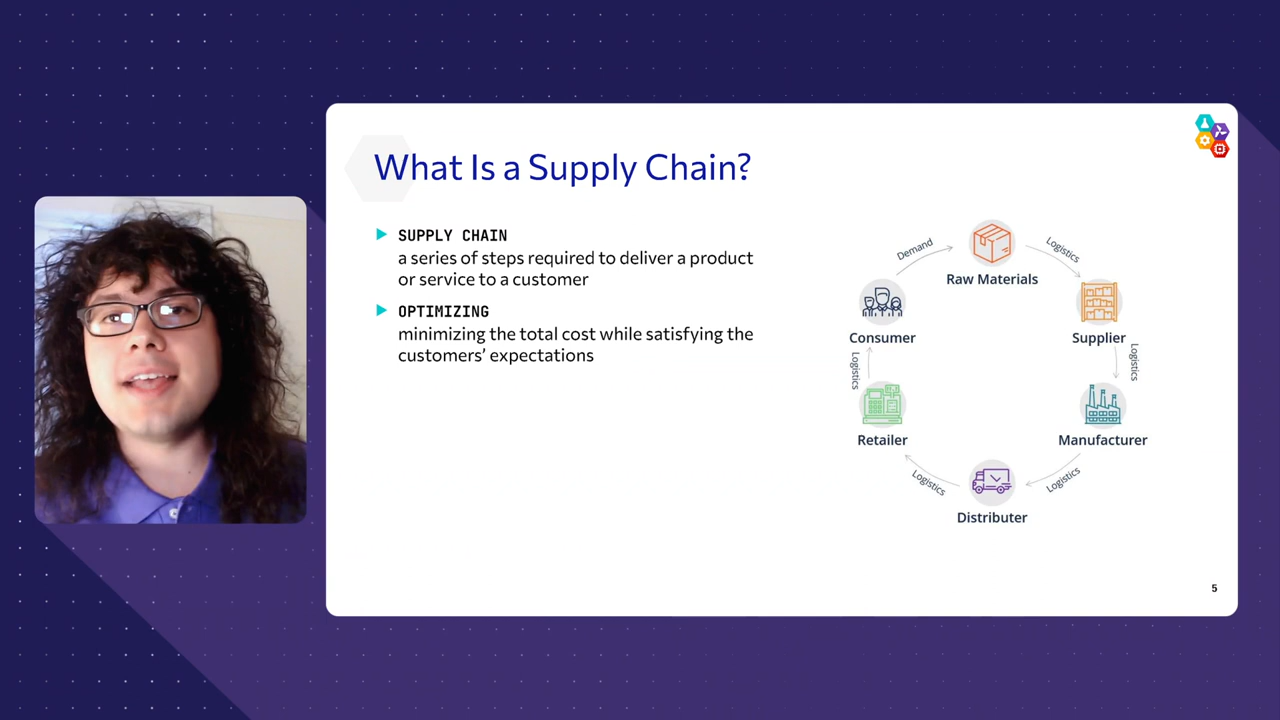 What Is a Supply Chain?
SUPPLY CHAIN
a series of steps required to deliver a product
or service to a customer
OPTIMIZING
minimizing the total cost while satisfying the
customers' expectations
Demand
Logistics
Raw Materials
Consumer
Supplier
Logistics
Logistics
Retailer
Manufacturer
Logistics
Logistics
Distributer
5